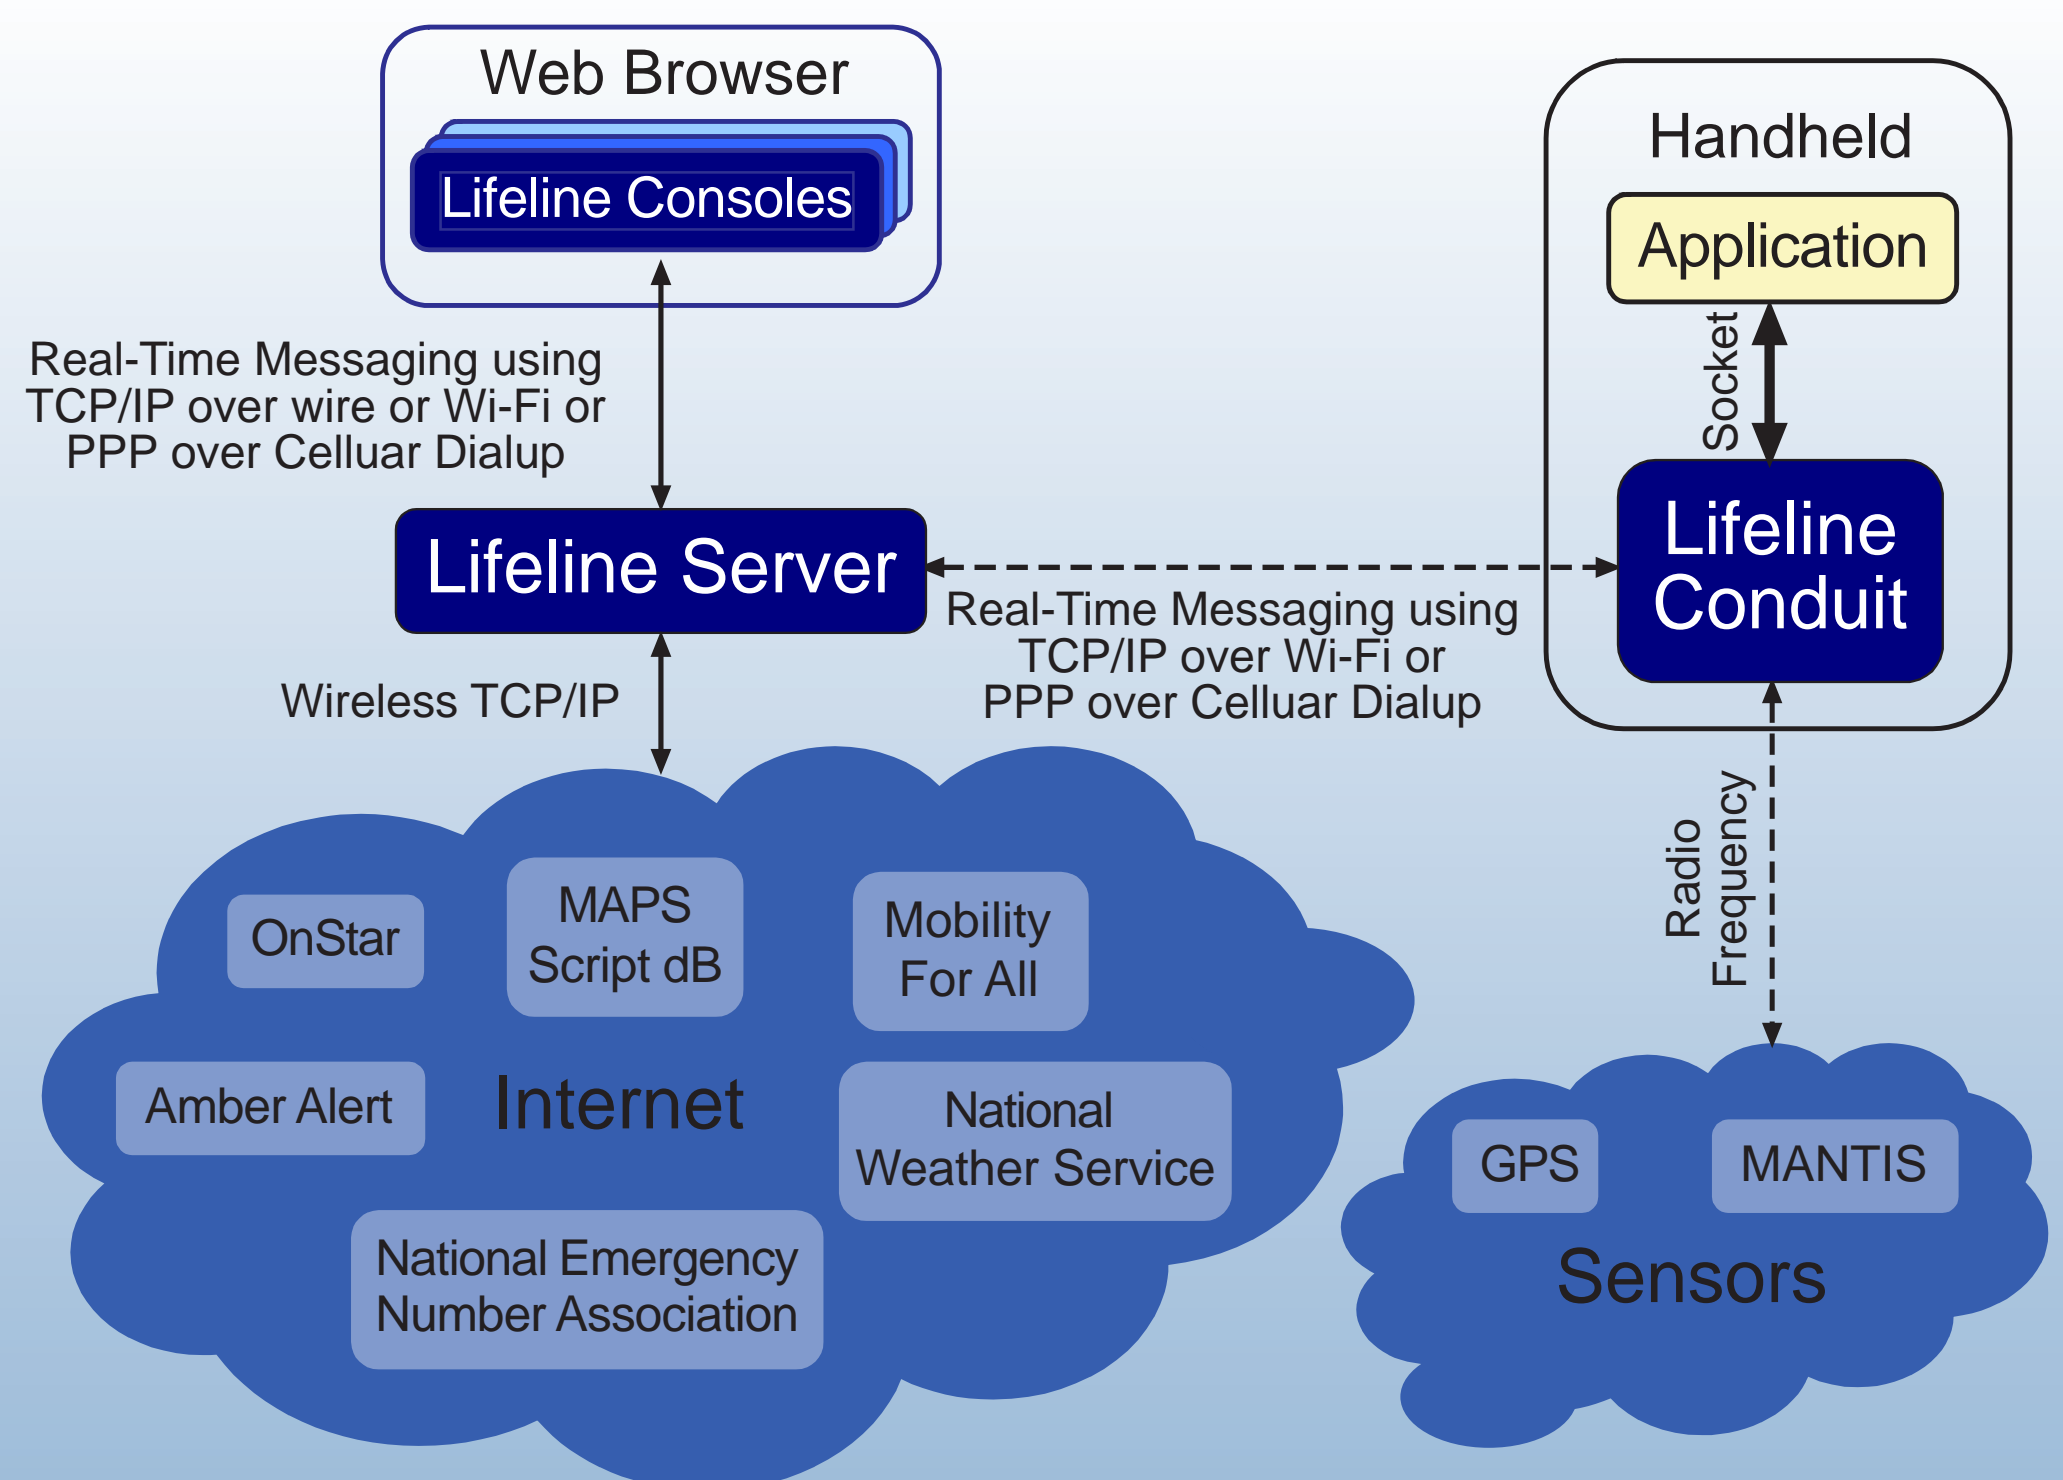 Web Browser
Lifeline Consoles
Handheld
Application
Socket
Real-Time Messaging using
TCP/IP over wire or Wi-Fi or
PPP over Celluar Dialup
Lifeline Server
Lifeline
Conduit
Real-Time Messaging using
TCP/IP over Wi-Fi or
PPP over Celluar Dialup
Wireless TCP/IP
Radio
Frequency
OnStar
MAPS
Script dB
Mobility
For All
Amber Alert
Internet
National
Weather Service
National Emergency
Number Association
GPS
MANTIS
Sensors